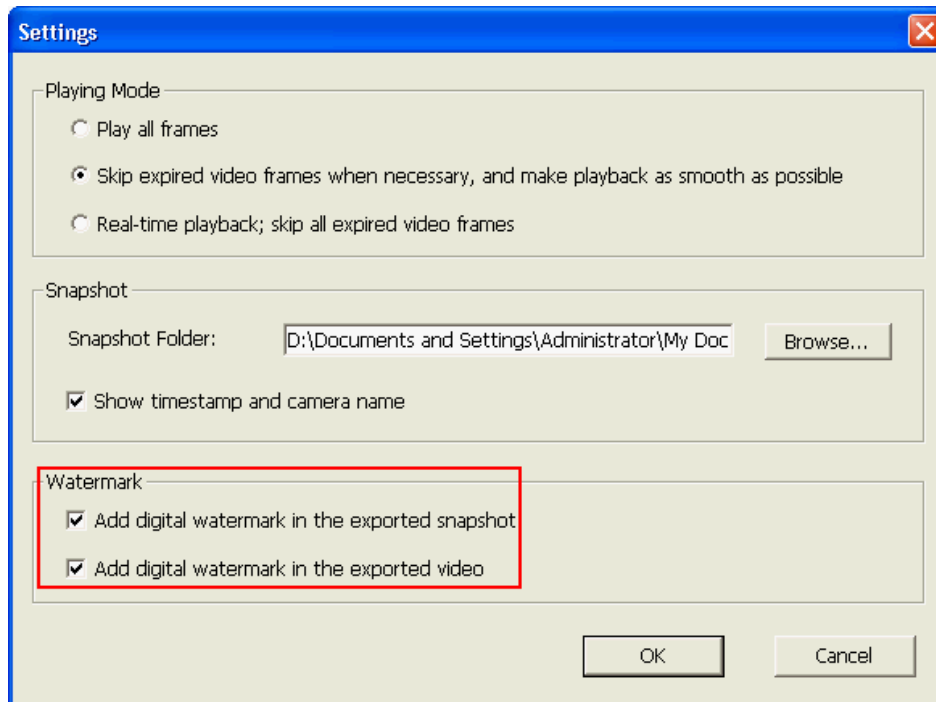 Settings
Playing Mode
Play all frames
Skip expired video frames when necessary, and make playback as smooth as possible
Real-time playback; skip all expired video frames
Snapshot
Snapshot Folder: D:\Documents and Settings\Administrator\My Doc Browse...
Show timestamp and camera name
Watermark
Add digital watermark in the exported snapshot
Add digital watermark in the exported video
OK Cancel